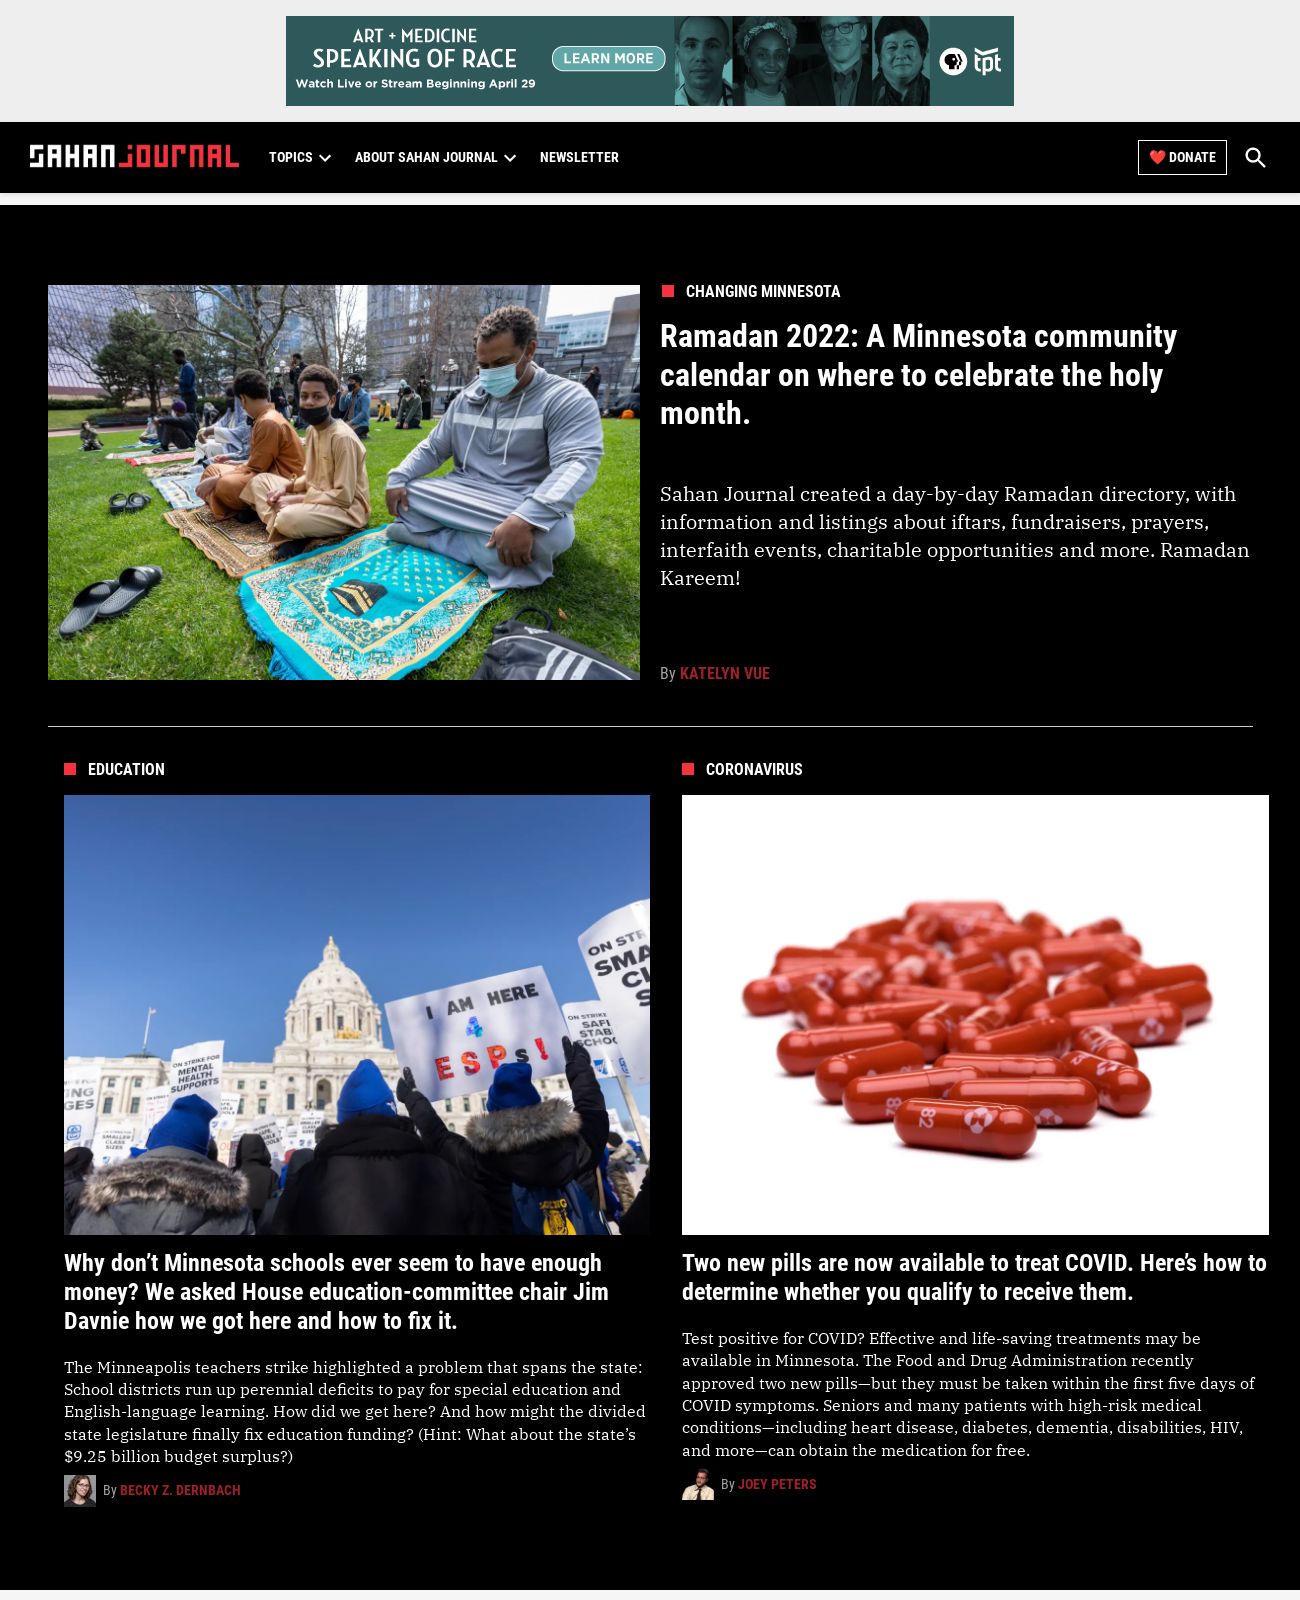 ART + MEDICINE
SPEAKING OF RACE
Watch Live or Stream Beginning April 29
LEARN MORE
tpt
SAHAN JOURNAL
TOPICS
ABOUT SAHAN JOURNAL
NEWSLETTER
❤️ DONATE
CHANGING MINNESOTA
Ramadan 2022: A Minnesota community
calendar on where to celebrate the holy
month.
Sahan Journal created a day-by-day Ramadan directory, with
information and listings about iftars, fundraisers, prayers,
interfaith events, charitable opportunities and more. Ramadan
Kareem!
By KATELYN VUE
EDUCATION
ON STR
SMA
CL
S
I AM HERE
4
ESPs!
ON STRIKE
SAFE
STAB
SCHOO
ON STRIKE FOR
MENTAL
HEALTH
SUPPORTS
ING
GES
SMALLER
CLASS
SIZES
Why don’t Minnesota schools ever seem to have enough
money? We asked House education-committee chair Jim
Davnie how we got here and how to fix it.
The Minneapolis teachers strike highlighted a problem that spans the state:
School districts run up perennial deficits to pay for special education and
English-language learning. How did we get here? And how might the divided
state legislature finally fix education funding? (Hint: What about the state’s
$9.25 billion budget surplus?)
By BECKY Z. DERNBACH
CORONAVIRUS
82
82
Two new pills are now available to treat COVID. Here’s how to
determine whether you qualify to receive them.
Test positive for COVID? Effective and life-saving treatments may be
available in Minnesota. The Food and Drug Administration recently
approved two new pills—but they must be taken within the first five days of
COVID symptoms. Seniors and many patients with high-risk medical
conditions—including heart disease, diabetes, dementia, disabilities, HIV,
and more—can obtain the medication for free.
By JOEY PETERS